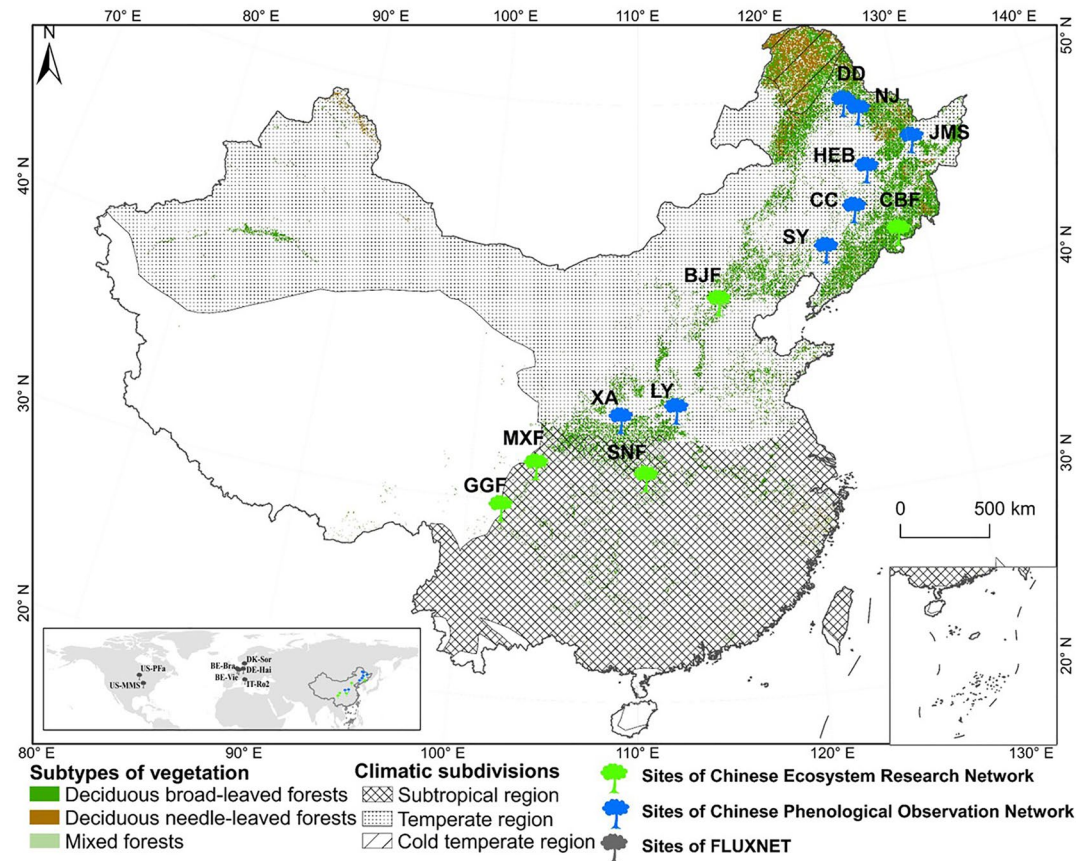 70° E 80° E 90° E 100° E 110° E 120° E 130° E 140° E
N
50° N
40° N
30° N
20° N
40° N
30° N
20° N
DD
NJ
JMS
HEB
CC
CBF
SY
BJF
XA
LY
MXF
SNF
GGF
0 500 km
US-PFa
US-MMS
BE-Bra
BE-Vie
DK-Sor
DE-Hai
IT-Ro2
80° E 90° E 100° E 110° E 120° E 130° E
Subtypes of vegetation
Deciduous broad-leaved forests
Deciduous needle-leaved forests
Mixed forests
Climatic subdivisions
Subtropical region
Temperate region
Cold temperate region
Sites of Chinese Ecosystem Research Network
Sites of Chinese Phenological Observation Network
Sites of FLUXNET